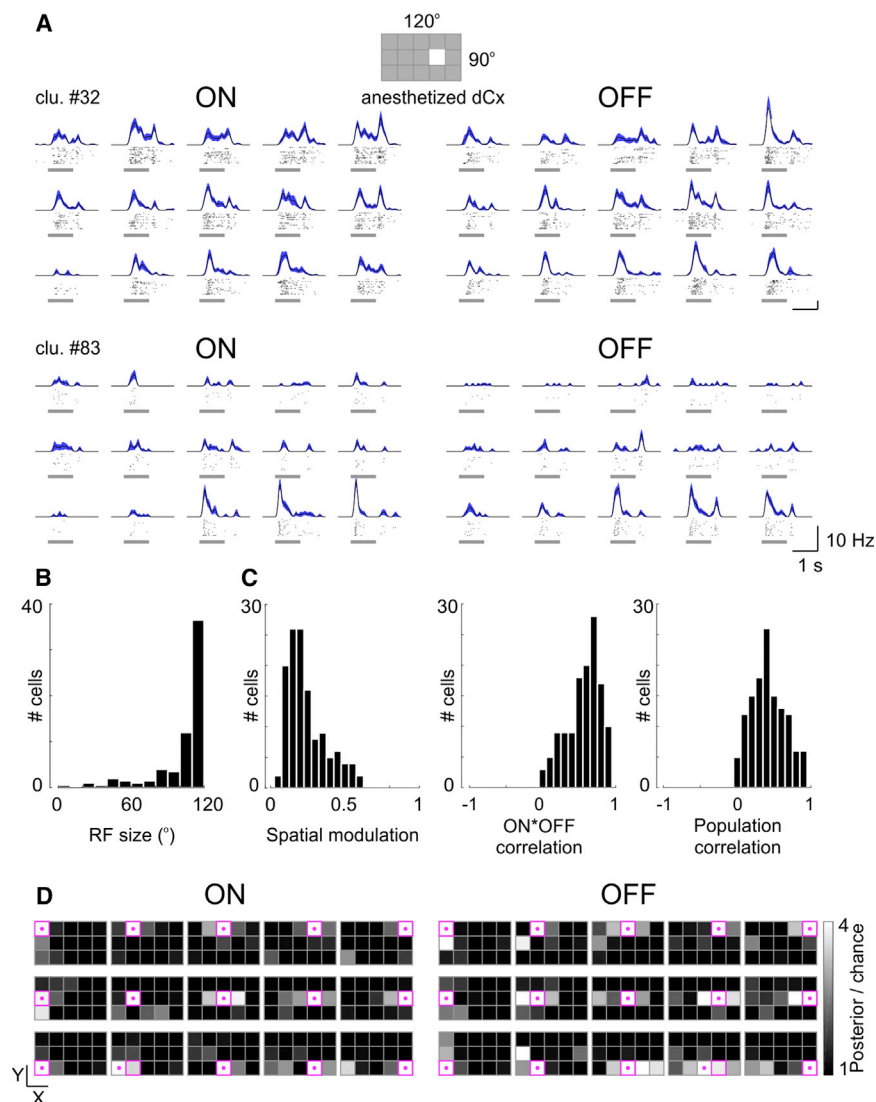 A
120°
90°
clu. #32
ON
anesthetized dCx
OFF
clu. #83
ON
OFF
10 Hz
1 s
B
C
40
# cells
0
0
60
120
RF size (°)
30
# cells
0
0
0.5
1
Spatial modulation
30
# cells
0
-1
0
1
ON*OFF
correlation
30
# cells
0
-1
0
1
Population
correlation
D
ON
OFF
4
Posterior / chance
1
Y
X